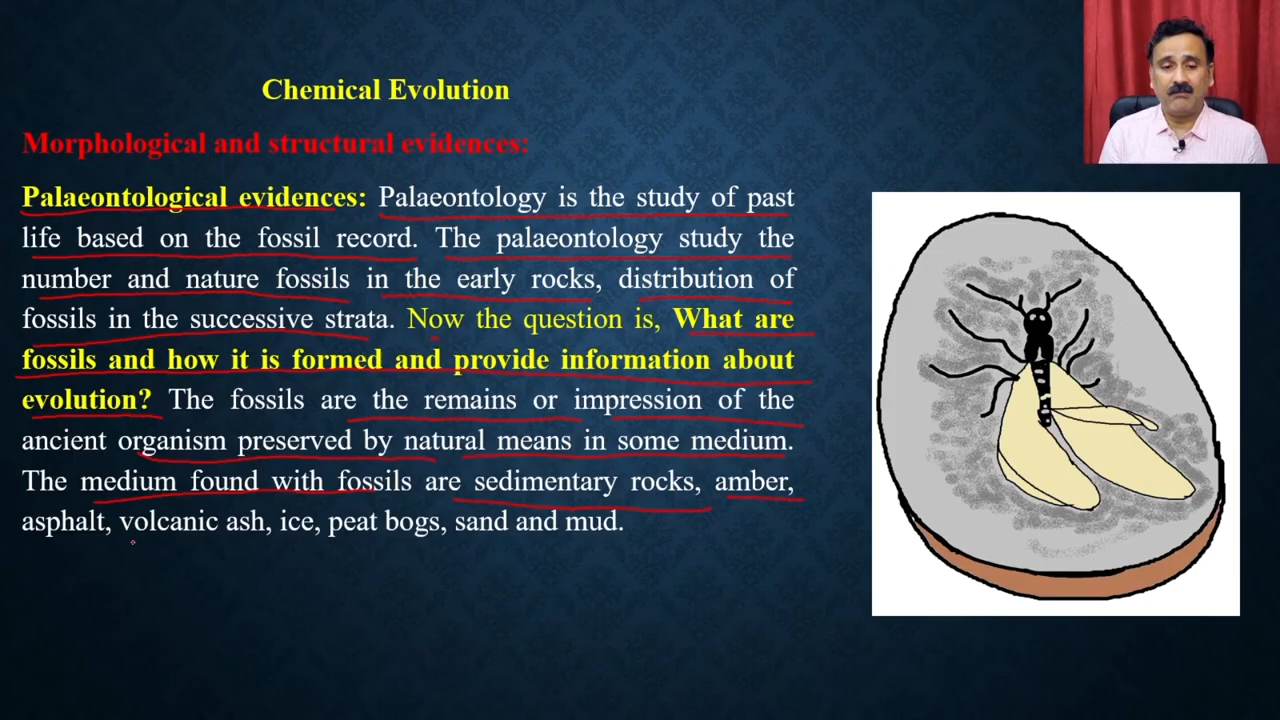 Chemical Evolution
Morphological and structural evidences:
Palaeontological evidences: Palaeontology is the study of past
life based on the fossil record. The palaeontology study the
number and nature fossils in the early rocks, distribution of
fossils in the successive strata. Now the question is, What are
fossils and how it is formed and provide information about
evolution? The fossils are the remains or impression of the
ancient organism preserved by natural means in some medium.
The medium found with fossils are sedimentary rocks, amber,
asphalt, volcanic ash, ice, peat bogs, sand and mud.